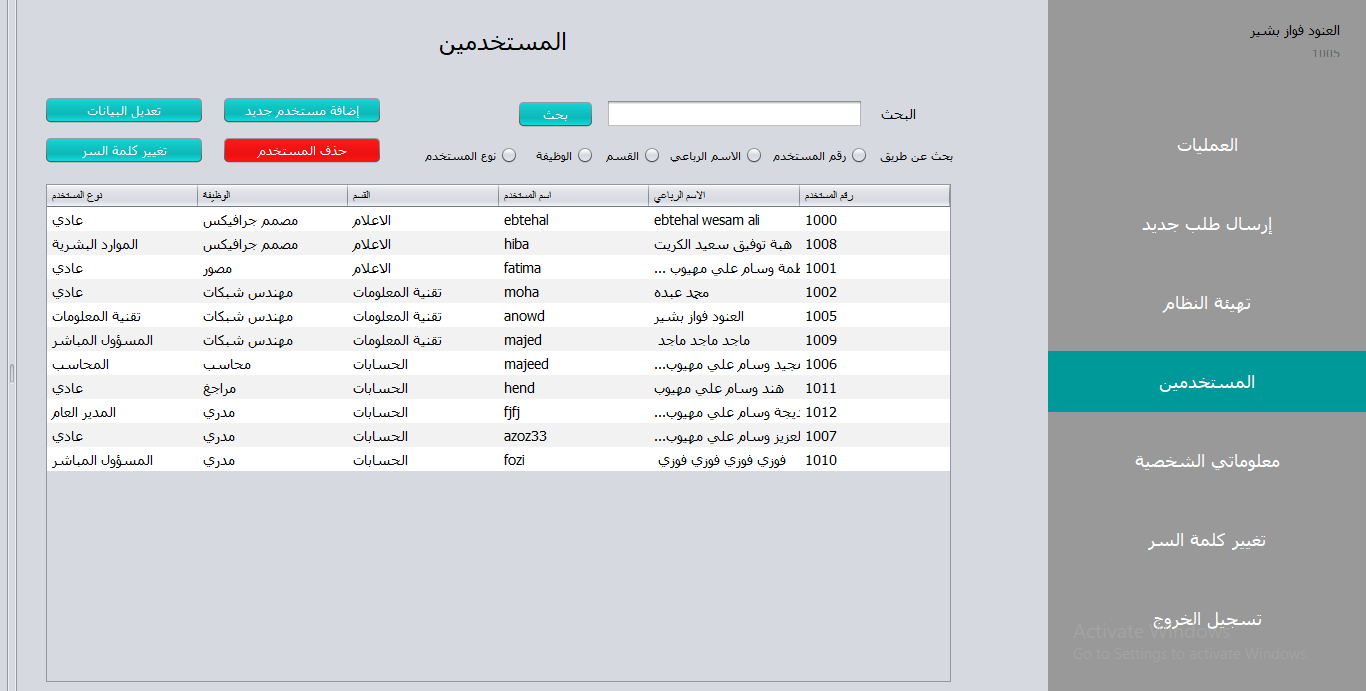 العنود فواز بشير
1005
العمليات
إرسال طلب جديد
تهيئة النظام
المستخدمين
معلوماتي الشخصية
تغيير كلمة السر
تسجيل الخروج
Activate Windows
Go to Settings to activate Windows.
المستخدمين
البحث بحث إضافة مستخدم جديد تعديل البيانات
بحث عن طريق رقم المستخدم الاسم الرباعي القسم الوظيفة نوع المستخدم حذف المستخدم تغيير كلمة السر
رقم المستخدم الاسم الرباعي اسم المستخدم القسم الوظيفة نوع المستخدم
1000 ebtehal wesam ali ebtehal الاعلام مصمم جرافيكس عادي
1008 هبة توفيق سعيد الكريت hiba الاعلام مصمم جرافيكس الموارد البشرية
1001 طمة وسام علي مهيوب ... fatima الاعلام مصور عادي
1002 محمد عبده moha تقنية المعلومات مهندس شبكات عادي
1005 العنود فواز بشير anowd تقنية المعلومات مهندس شبكات تقنية المعلومات
1009 ماجد ماجد ماجد majed تقنية المعلومات مهندس شبكات المسؤول المباشر
1006 جيد وسام علي مهيوب... majeed الحسابات محاسب المحاسب
1011 هند وسام علي مهيوب hend الحسابات مراجغ عادي
1012 ديجة وسام علي مهيوب... fjfj الحسابات مدري المدير العام
1007 لعزيز وسام علي مهيوب... azoz33 الحسابات مدري عادي
1010 فوزي فوزي فوزي فوزي fozi الحسابات مدري المسؤول المباشر